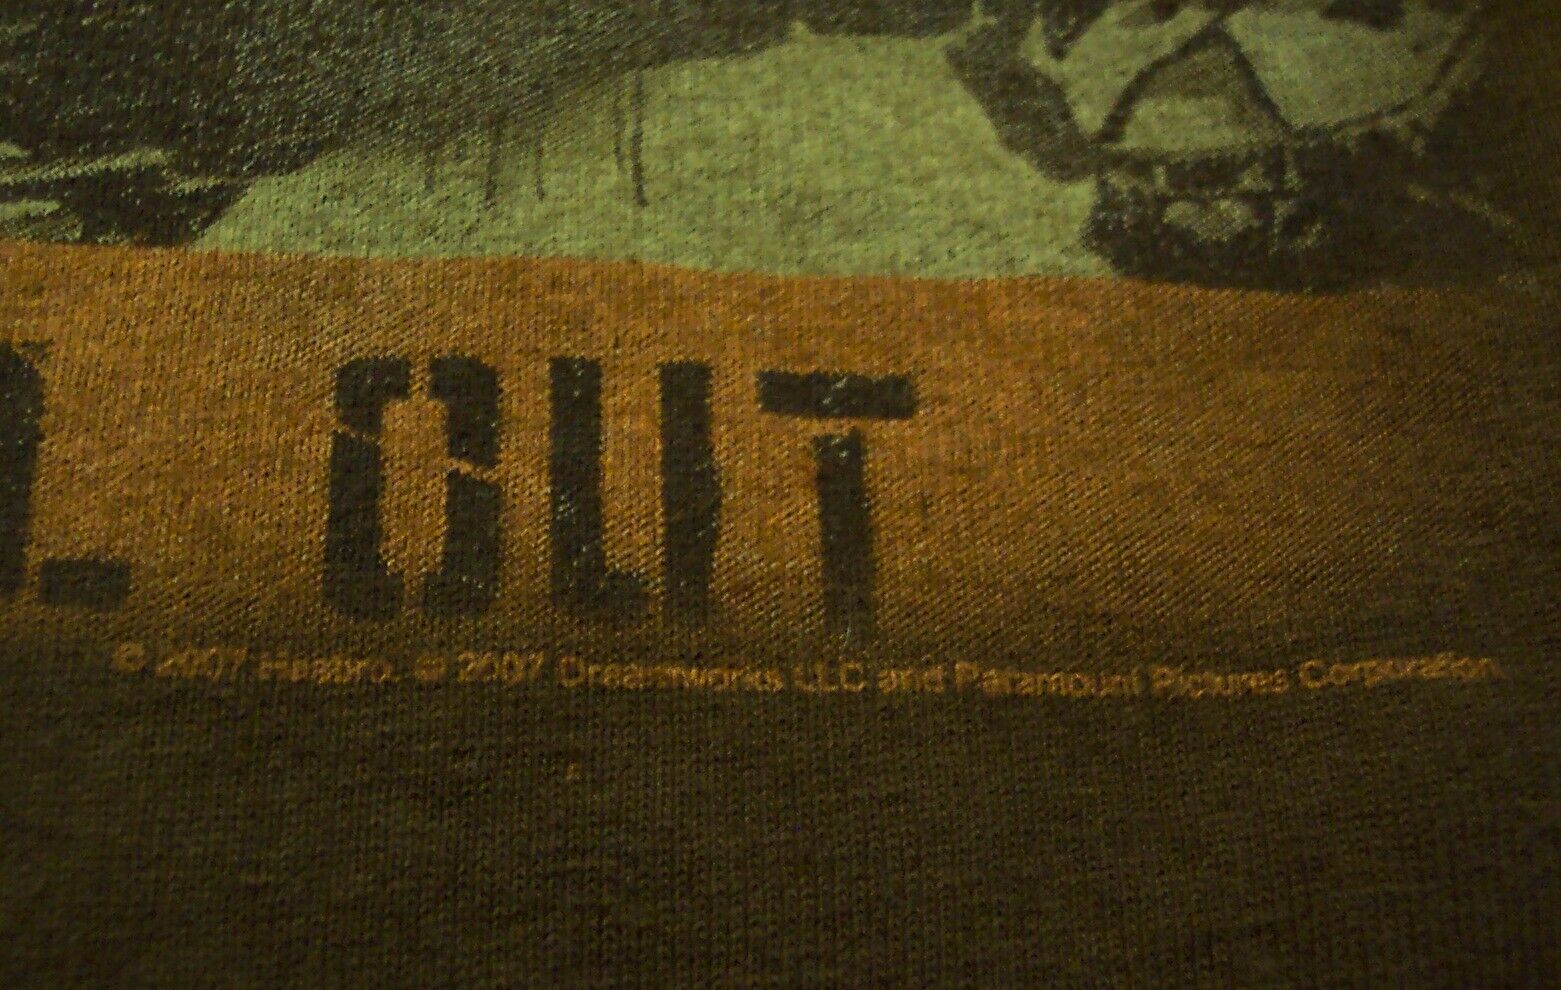 OUT
© 2007 Hasbro. © 2007 Dreamworks LLC and Paramount Pictures Corporation.